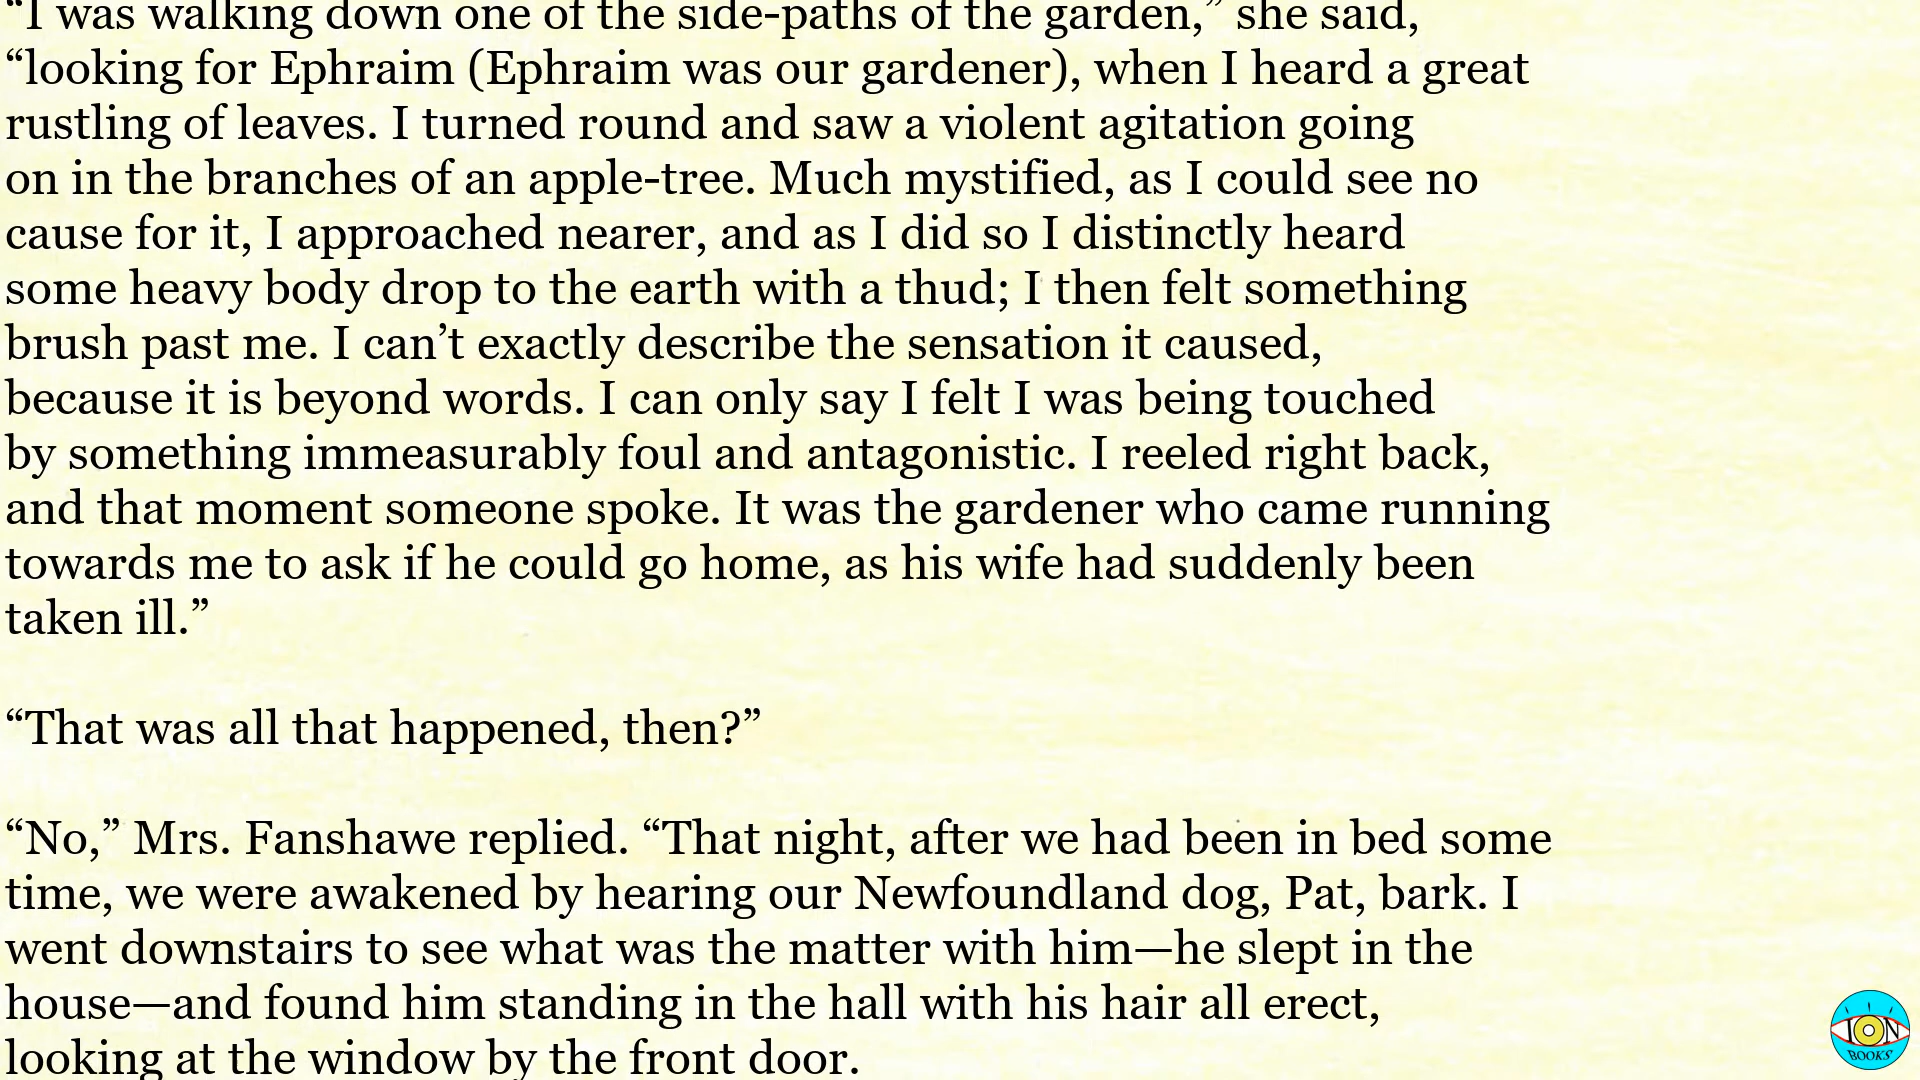 “I was walking down one of the side-paths of the garden,” she said,
“looking for Ephraim (Ephraim was our gardener), when I heard a great
rustling of leaves. I turned round and saw a violent agitation going
on in the branches of an apple-tree. Much mystified, as I could see no
cause for it, I approached nearer, and as I did so I distinctly heard
some heavy body drop to the earth with a thud; I then felt something
brush past me. I can’t exactly describe the sensation it caused,
because it is beyond words. I can only say I felt I was being touched
by something immeasurably foul and antagonistic. I reeled right back,
and that moment someone spoke. It was the gardener who came running
towards me to ask if he could go home, as his wife had suddenly been
taken ill.”
“That was all that happened, then?”
“No,” Mrs. Fanshawe replied. “That night, after we had been in bed some
time, we were awakened by hearing our Newfoundland dog, Pat, bark. I
went downstairs to see what was the matter with him—he slept in the
house—and found him standing in the hall with his hair all erect,
looking at the window by the front door.
ION
BOOKS